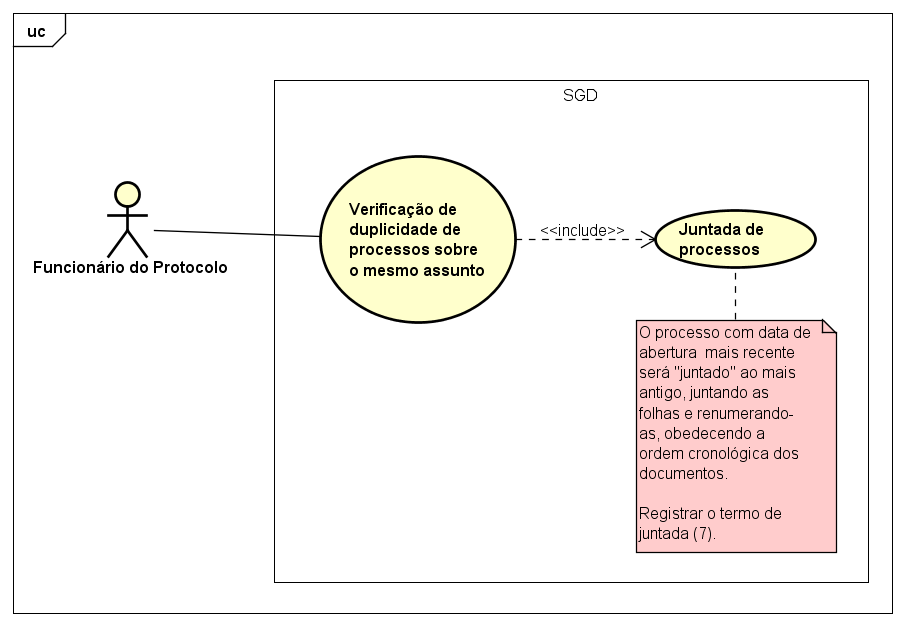 uc
SGD
Funcionário do Protocolo
Verificação de
duplicidade de
processos sobre
o mesmo assunto
<<include>>
Juntada de
processos
O processo com data de
abertura  mais recente
será "juntado" ao mais
antigo, juntando as
folhas e renumerando-
as, obedecendo a
ordem cronológica dos
documentos.
Registrar o termo de
juntada (7).